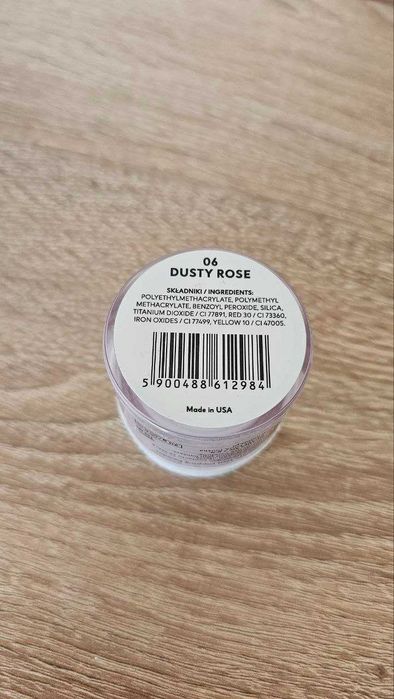 06
DUSTY ROSE
SKŁADNIKI / INGREDIENTS:
POLYETHYLMETHACRYLATE, POLYMETHYL
METHACRYLATE, BENZOYL PEROXIDE, SILICA,
TITANIUM DIOXIDE / CI 77891, RED 30 / CI 73360,
IRON OXIDES / CI 77499, YELLOW 10 / CI 47005.
5 900488 612984
Made in USA